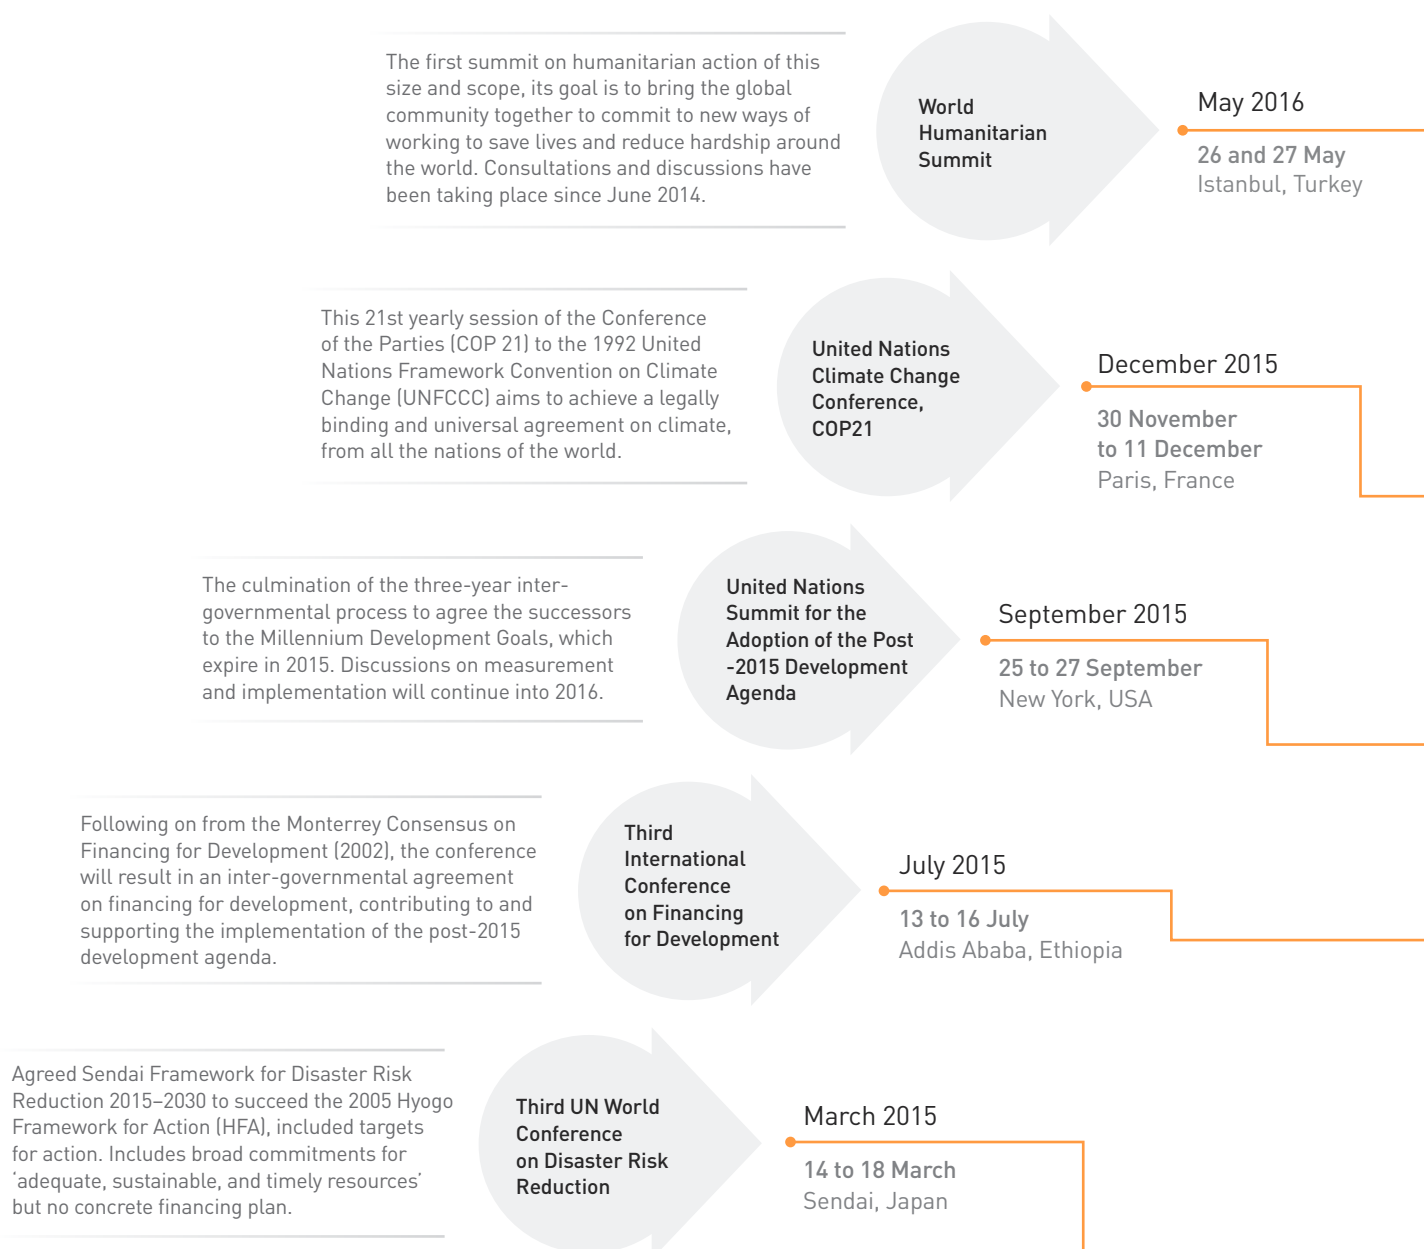 The first summit on humanitarian action of this
size and scope, its goal is to bring the global
community together to commit to new ways of
working to save lives and reduce hardship around
the world. Consultations and discussions have
been taking place since June 2014.
World
Humanitarian
Summit
May 2016
26 and 27 May
Istanbul, Turkey
This 21st yearly session of the Conference
of the Parties (COP 21) to the 1992 United
Nations Framework Convention on Climate
Change (UNFCCC) aims to achieve a legally
binding and universal agreement on climate,
from all the nations of the world.
United Nations
Climate Change
Conference,
COP21
December 2015
30 November
to 11 December
Paris, France
The culmination of the three-year inter-
governmental process to agree the successors
to the Millennium Development Goals, which
expire in 2015. Discussions on measurement
and implementation will continue into 2016.
United Nations
Summit for the
Adoption of the Post
-2015 Development
Agenda
September 2015
25 to 27 September
New York, USA
Following on from the Monterrey Consensus on
Financing for Development (2002), the conference
will result in an inter-governmental agreement
on financing for development, contributing to and
supporting the implementation of the post-2015
development agenda.
Third
International
Conference
on Financing
for Development
July 2015
13 to 16 July
Addis Ababa, Ethiopia
Agreed Sendai Framework for Disaster Risk
Reduction 2015–2030 to succeed the 2005 Hyogo
Framework for Action (HFA), included targets
for action. Includes broad commitments for
‘adequate, sustainable, and timely resources’
but no concrete financing plan.
Third UN World
Conference
on Disaster Risk
Reduction
March 2015
14 to 18 March
Sendai, Japan